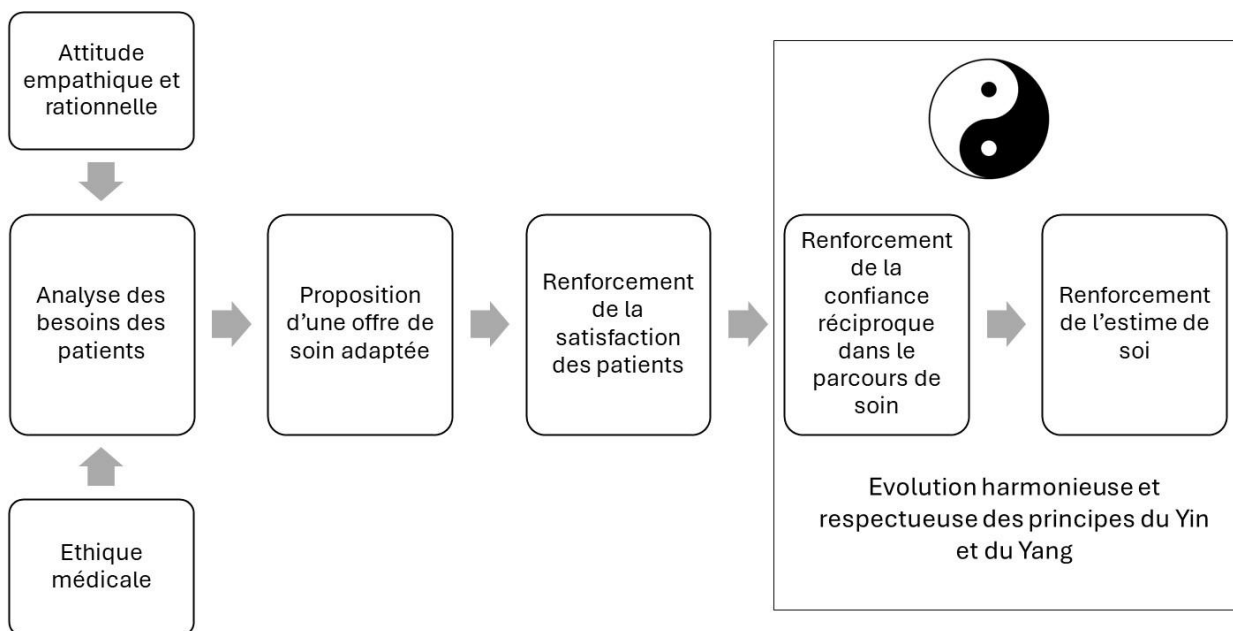 Attitude
empathique et
rationnelle
Analyse des
besoins des
patients
Proposition
d’une offre de
soin adaptée
Renforcement
de la
satisfaction
des patients
Renforcement
de la
confiance
réciproque
dans le
parcours de
soin
Renforcement
de l’estime de
soi
Evolution harmonieuse et
respectueuse des principes du Yin
et du Yang
Ethique
médicale